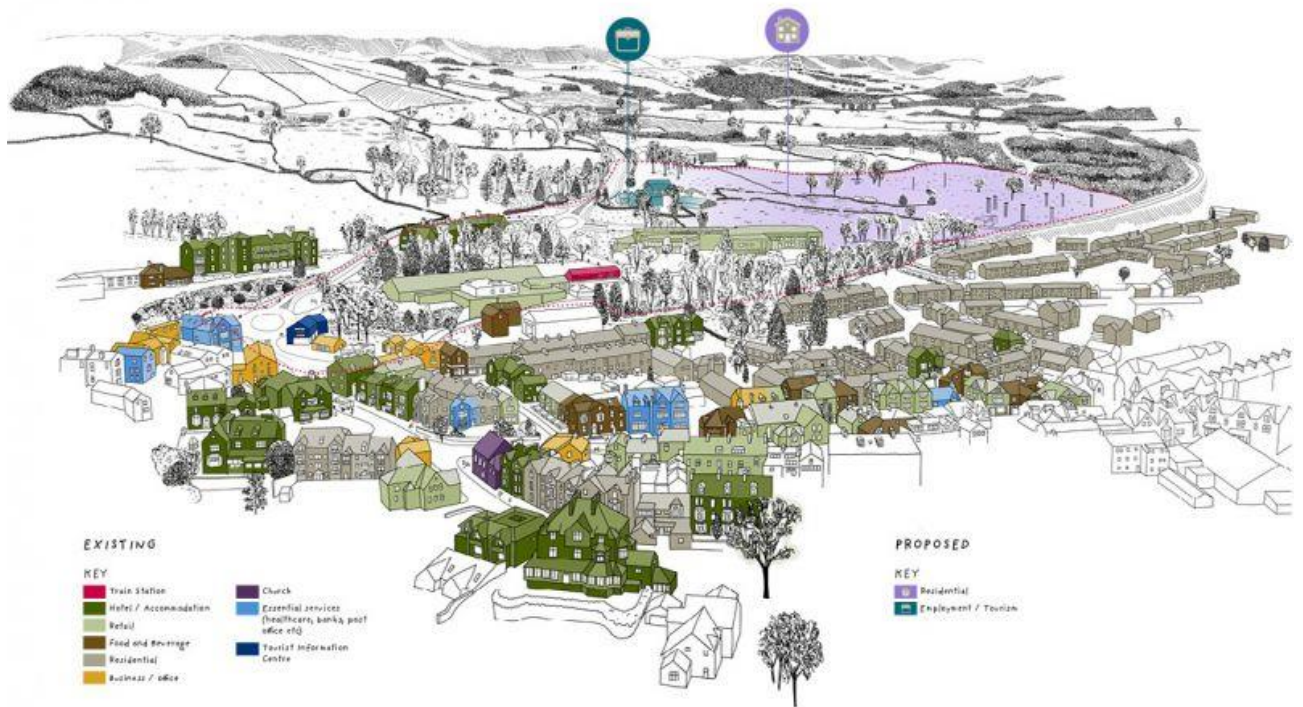 EXISTING
KEY
Train Station
Hotel / Accommodation
Retail
Food and Beverage
Residential
Business / office
Church
Essential services
(healthcare, banks, post
office etc)
Tourist Information
Centre
PROPOSED
KEY
Residential
Employment / Tourism